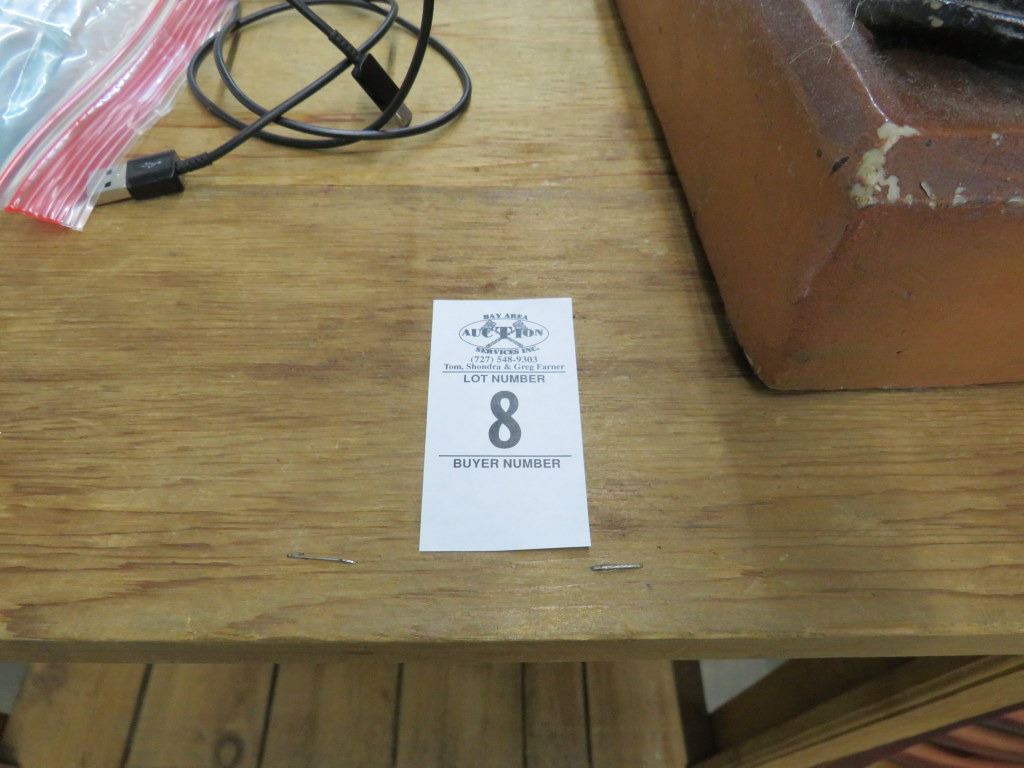 BAY AREA
AUCTION
SERVICES INC.
(727) 548-9303
Tom, Shondra & Greg Farner
LOT NUMBER
8
BUYER NUMBER